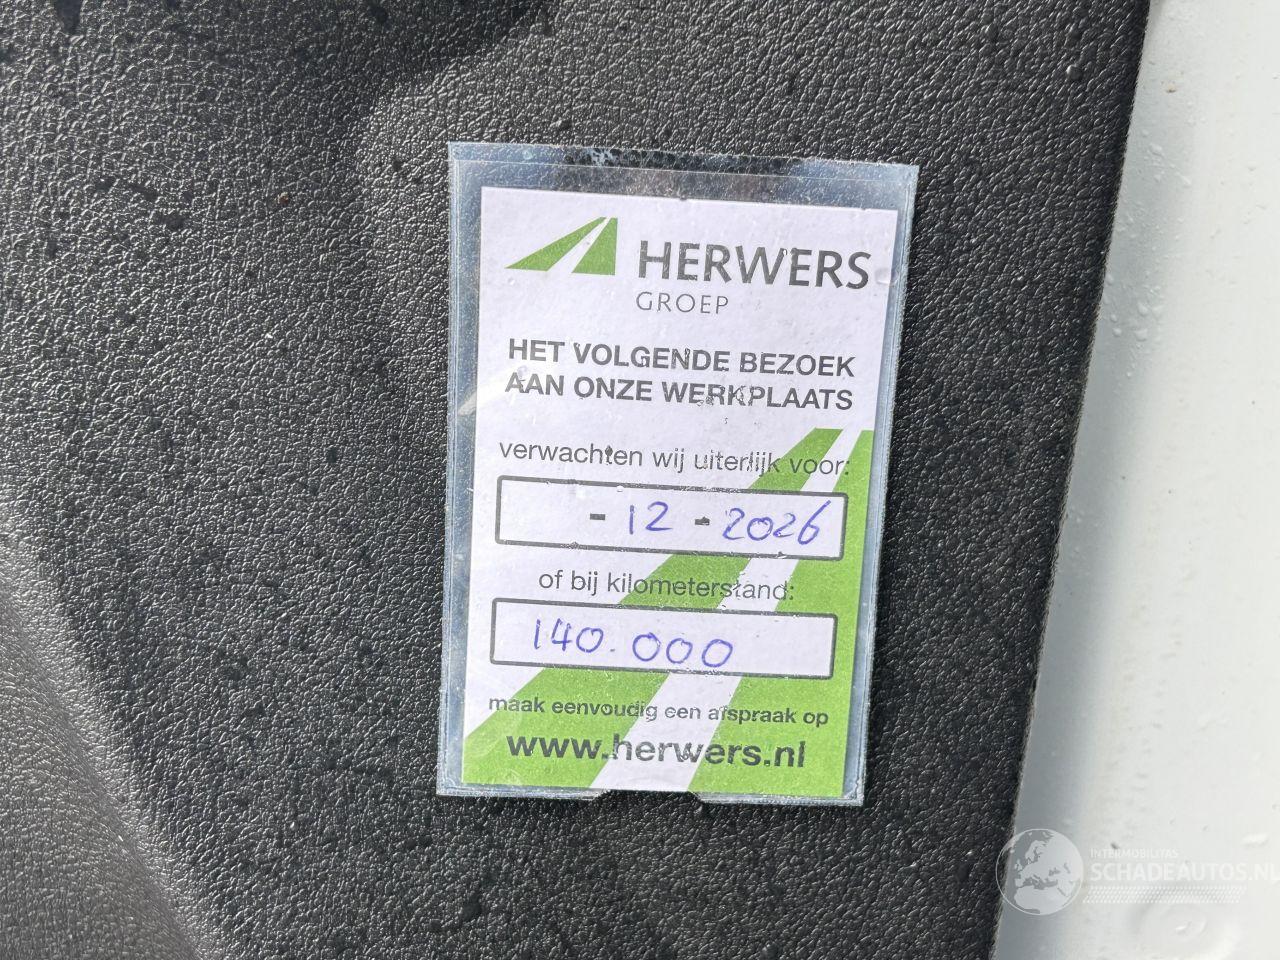 HERWERS
GROEP
HET VOLGENDE BEZOEK
AAN ONZE WERKPLAATS
verwachten wij uiterlijk voor:
- 12 - 2026
of bij kilometerstand:
140.000
maak eenvoudig een afspraak op
www.herwers.nl
INTERMOBILITAS
SCHADEAUTOS.NL